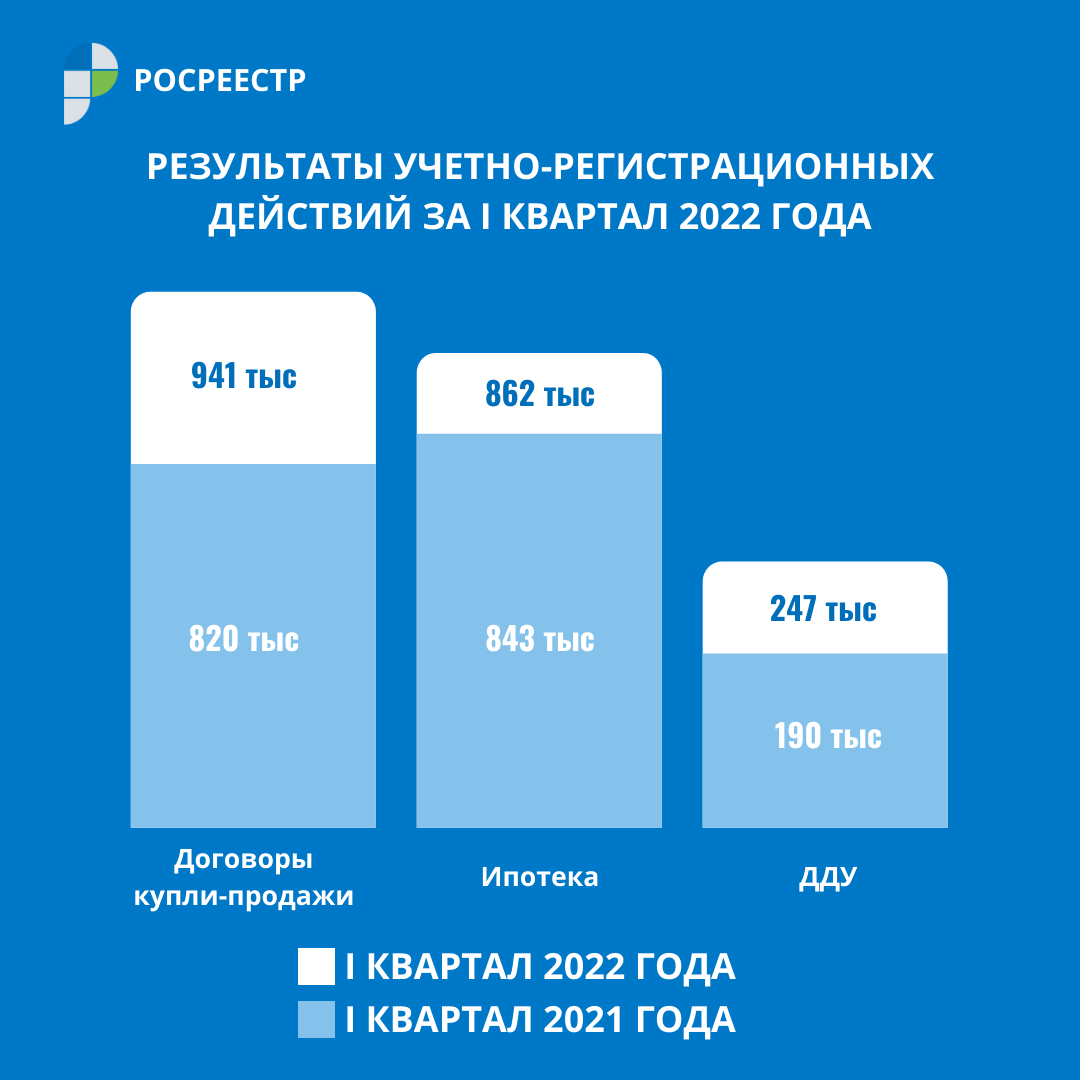 РОСРЕЕСТР
РЕЗУЛЬТАТЫ УЧЕТНО-РЕГИСТРАЦИОННЫХ
ДЕЙСТВИЙ ЗА I КВАРТАЛ 2022 ГОДА
941 тыс
862 тыс
247 тыс
820 тыс
843 тыс
190 тыс
Договоры
купли-продажи
Ипотека
ДДУ
I КВАРТАЛ 2022 ГОДА
I КВАРТАЛ 2021 ГОДА